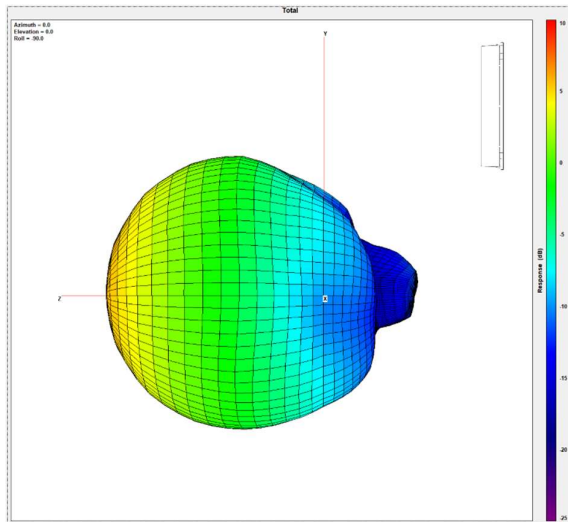 Total
Azimuth = 0.0
Elevation = 0.0
Roll = -90.0
Y
Z
X
10
5
0
-5
-10
-15
-20
-25
Response (dB)